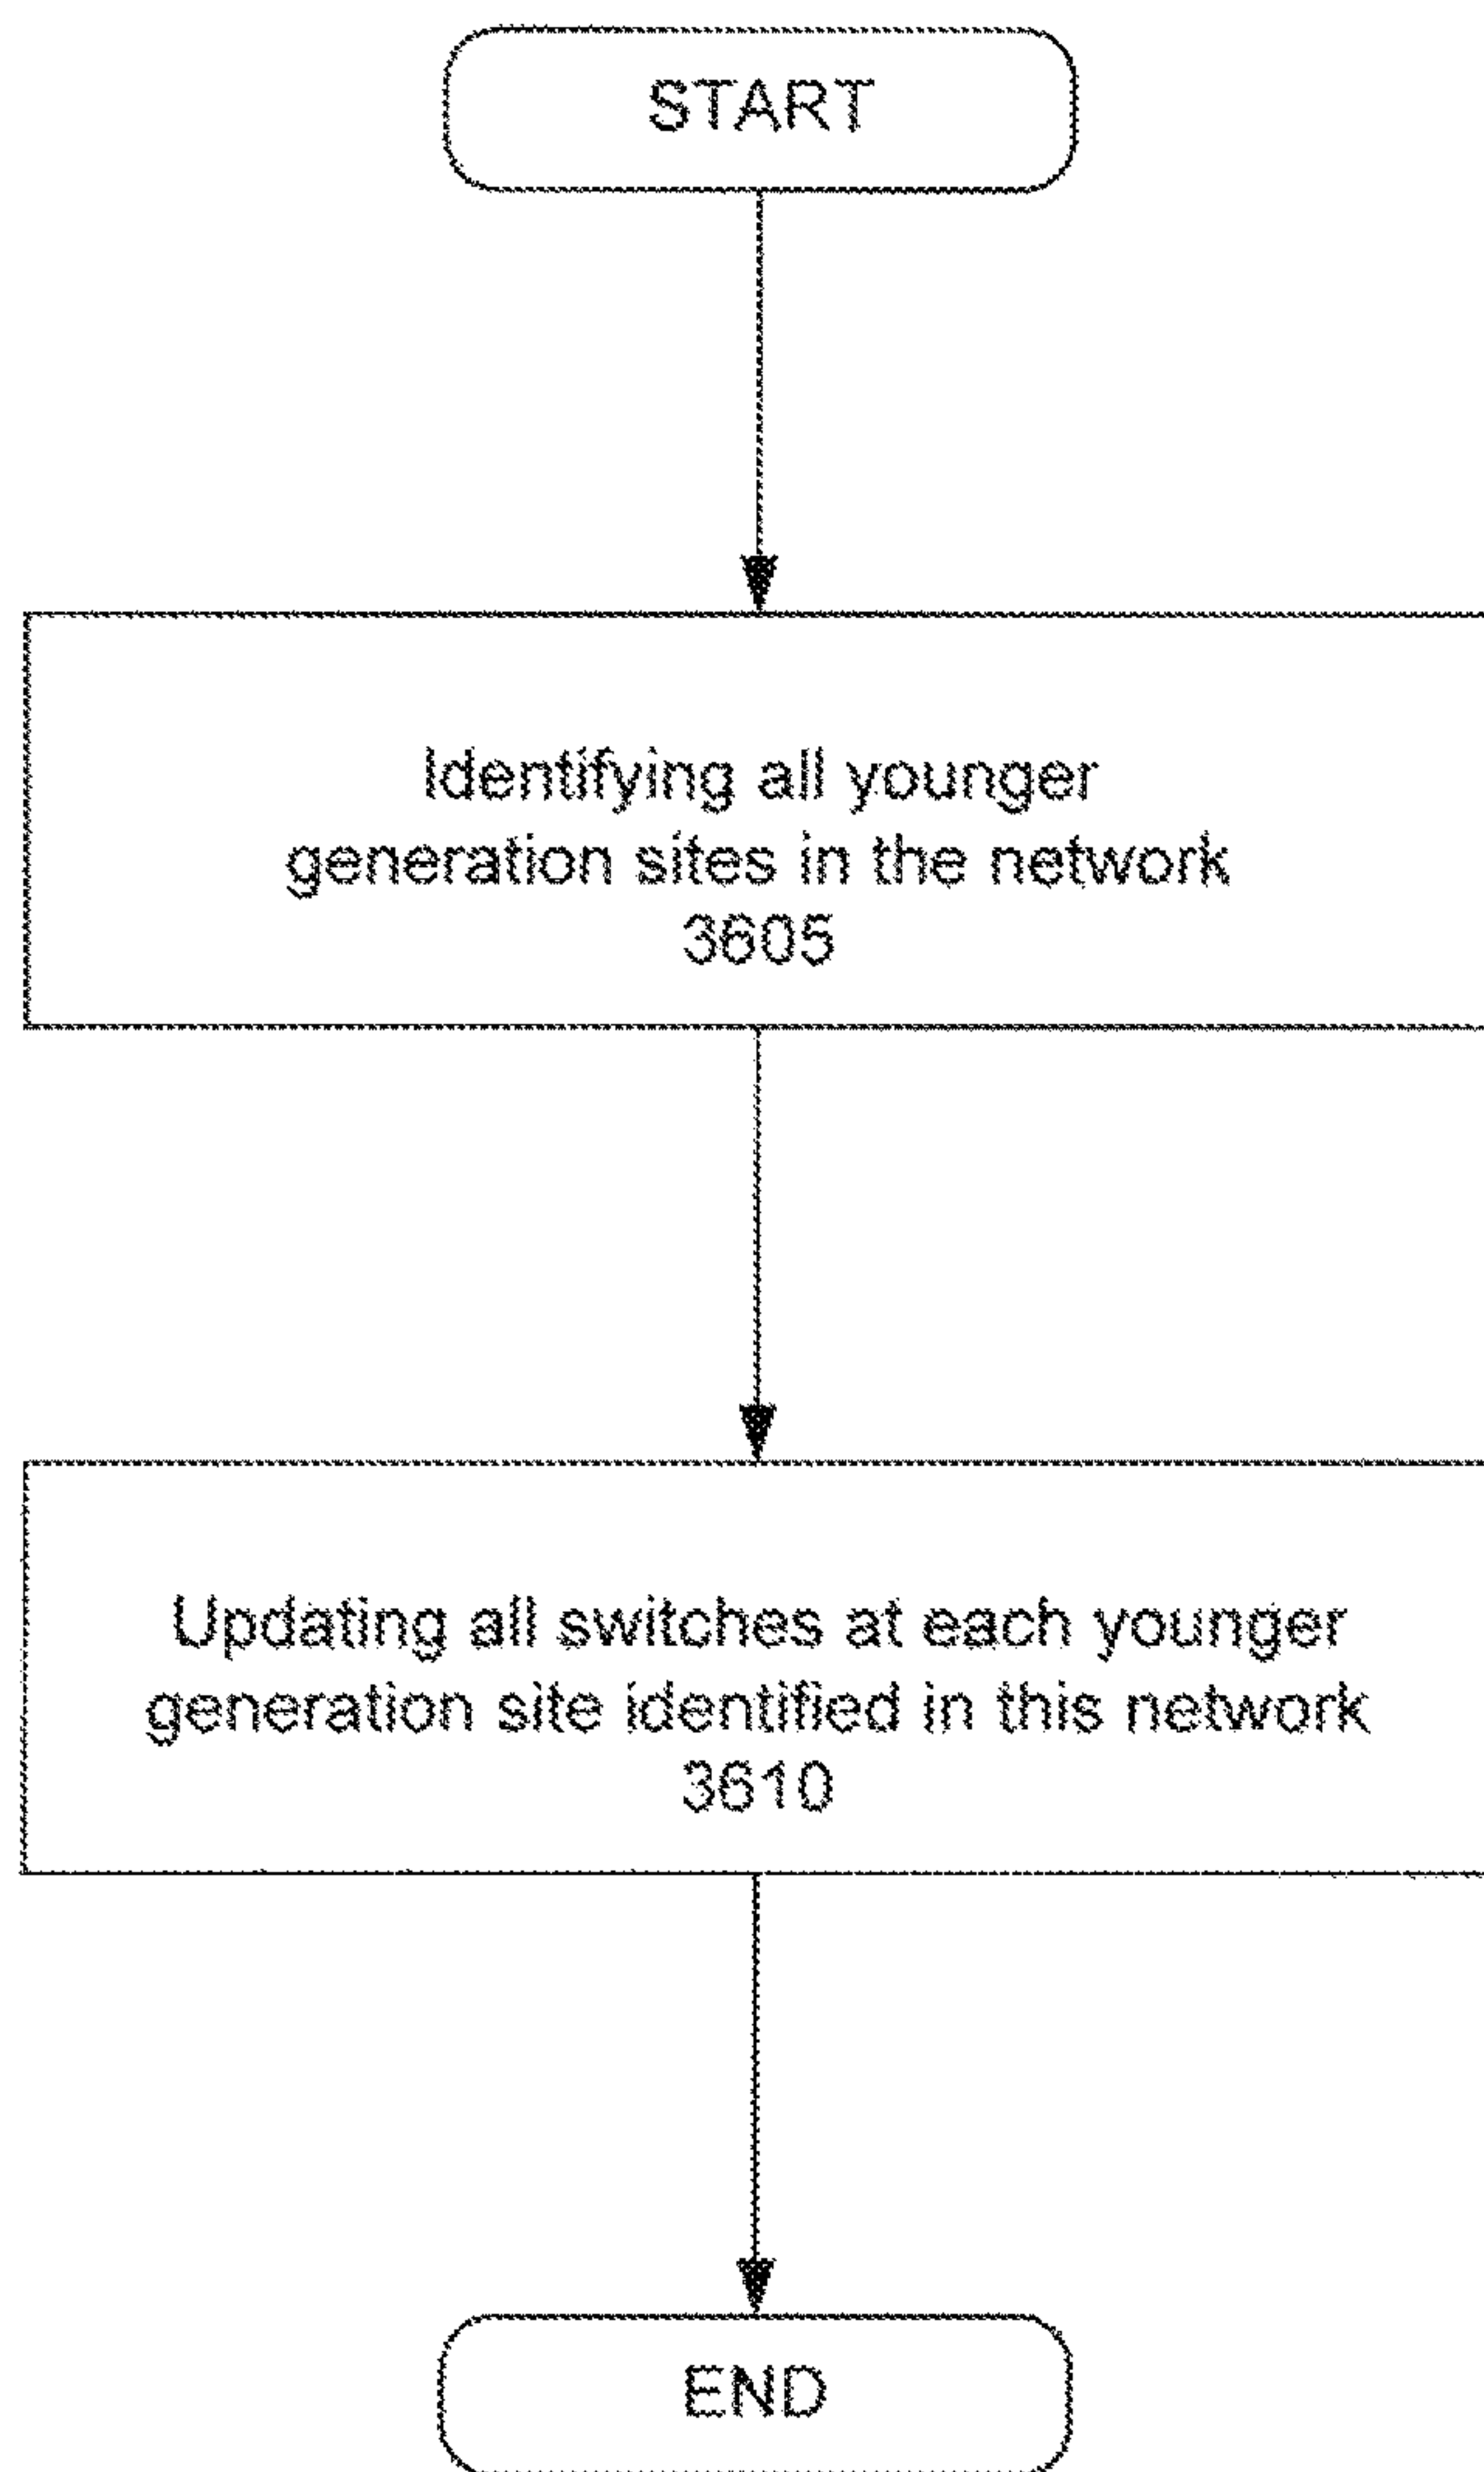 START
Identifying all younger
generation sites in the network
3605
Updating all switches at each younger
generation site identified in this network
3610
END